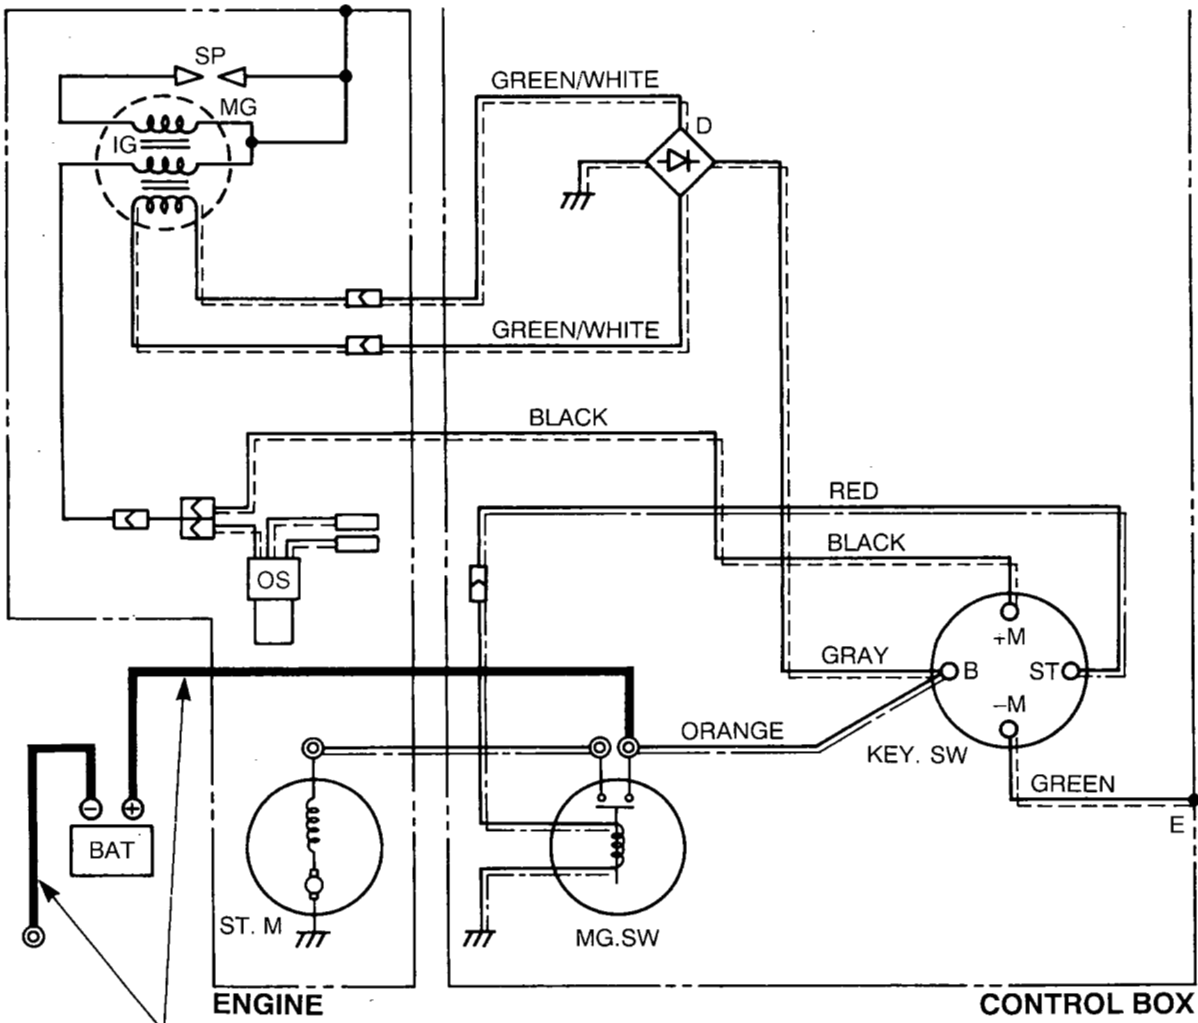 SP
MG
IG
GREEN/WHITE
D
GREEN/WHITE
BLACK
RED
BLACK
OS
+M
GRAY
B
ST
-M
ORANGE
KEY. SW
GREEN
E
BAT
ST. M
MG.SW
ENGINE
CONTROL BOX